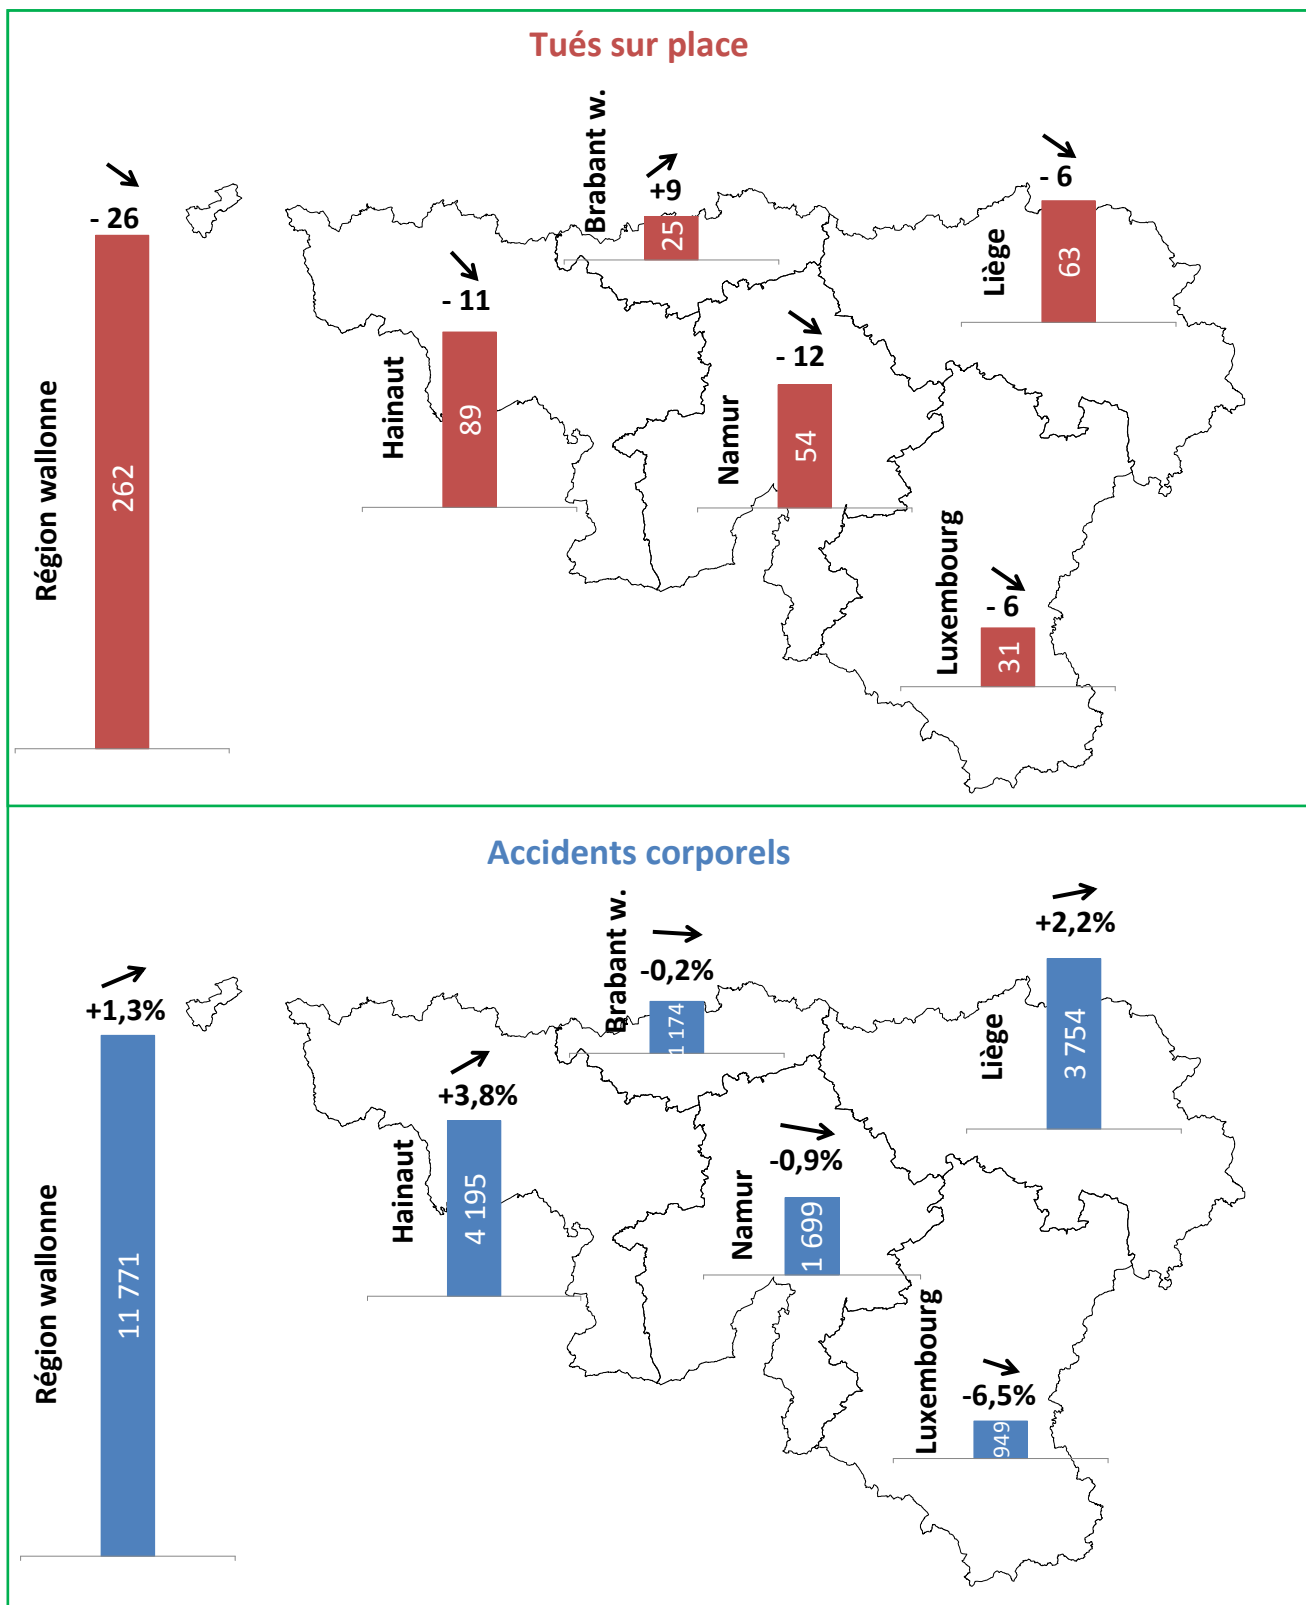 Tués sur place
Région wallonne
- 26
262
Hainaut
- 11
89
Brabant w.
+9
25
Namur
- 12
54
Liège
- 6
63
Luxembourg
- 6
31
Accidents corporels
Région wallonne
+1,3%
11 771
Hainaut
+3,8%
4 195
Brabant w.
-0,2%
1 174
Namur
-0,9%
1 699
Liège
+2,2%
3 754
Luxembourg
-6,5%
949